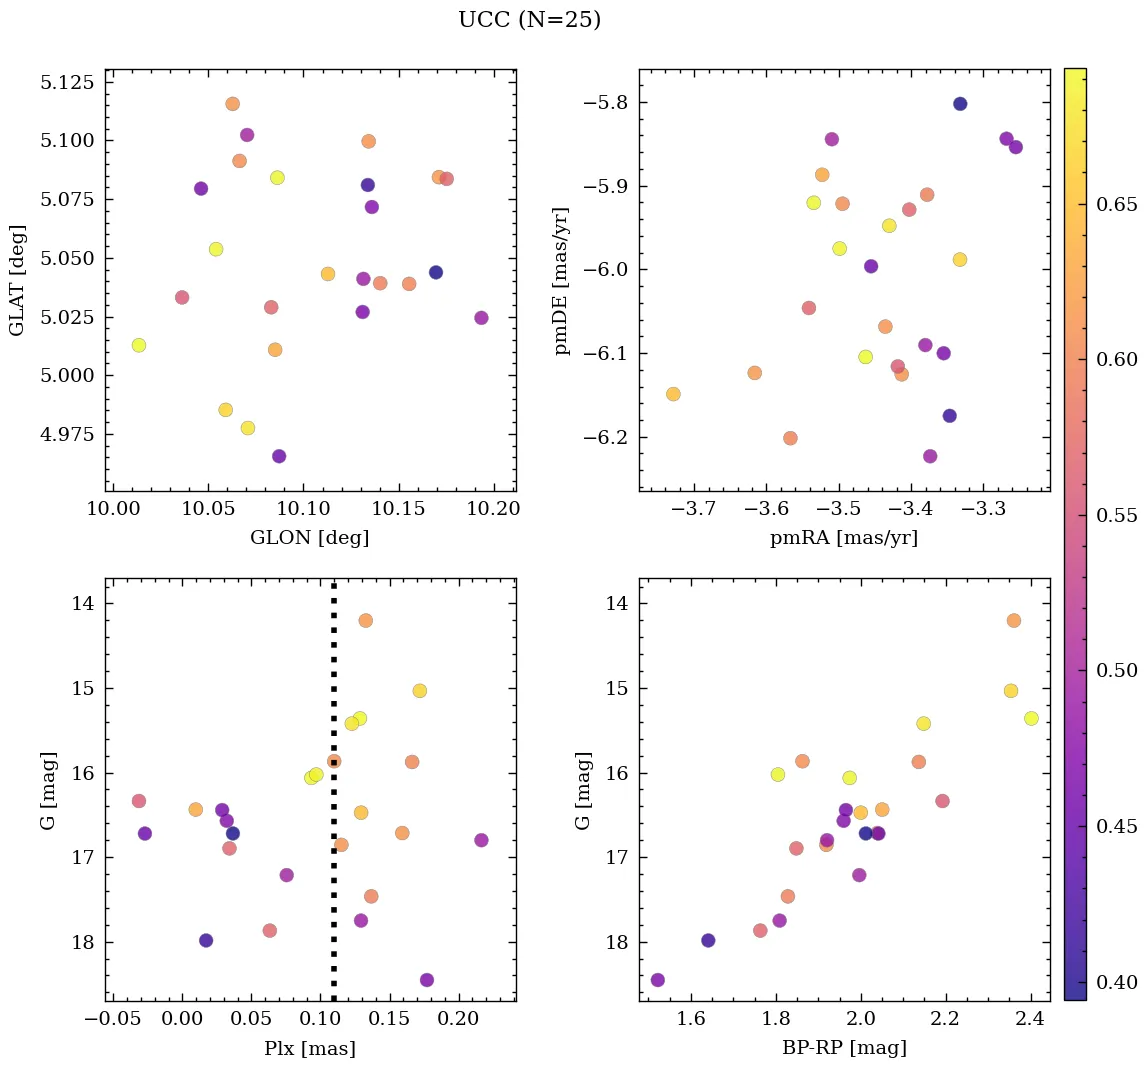 UCC (N=25)
5.125
5.100
5.075
5.050
5.025
5.000
4.975
GLAT [deg]
10.00 10.05 10.10 10.15 10.20
GLON [deg]
−5.8
−5.9
−6.0
−6.1
−6.2
pmDE [mas/yr]
−3.7 −3.6 −3.5 −3.4 −3.3
pmRA [mas/yr]
14
15
16
17
18
G [mag]
−0.05 0.00 0.05 0.10 0.15 0.20
Plx [mas]
14
15
16
17
18
G [mag]
1.6 1.8 2.0 2.2 2.4
BP-RP [mag]
0.65
0.60
0.55
0.50
0.45
0.40